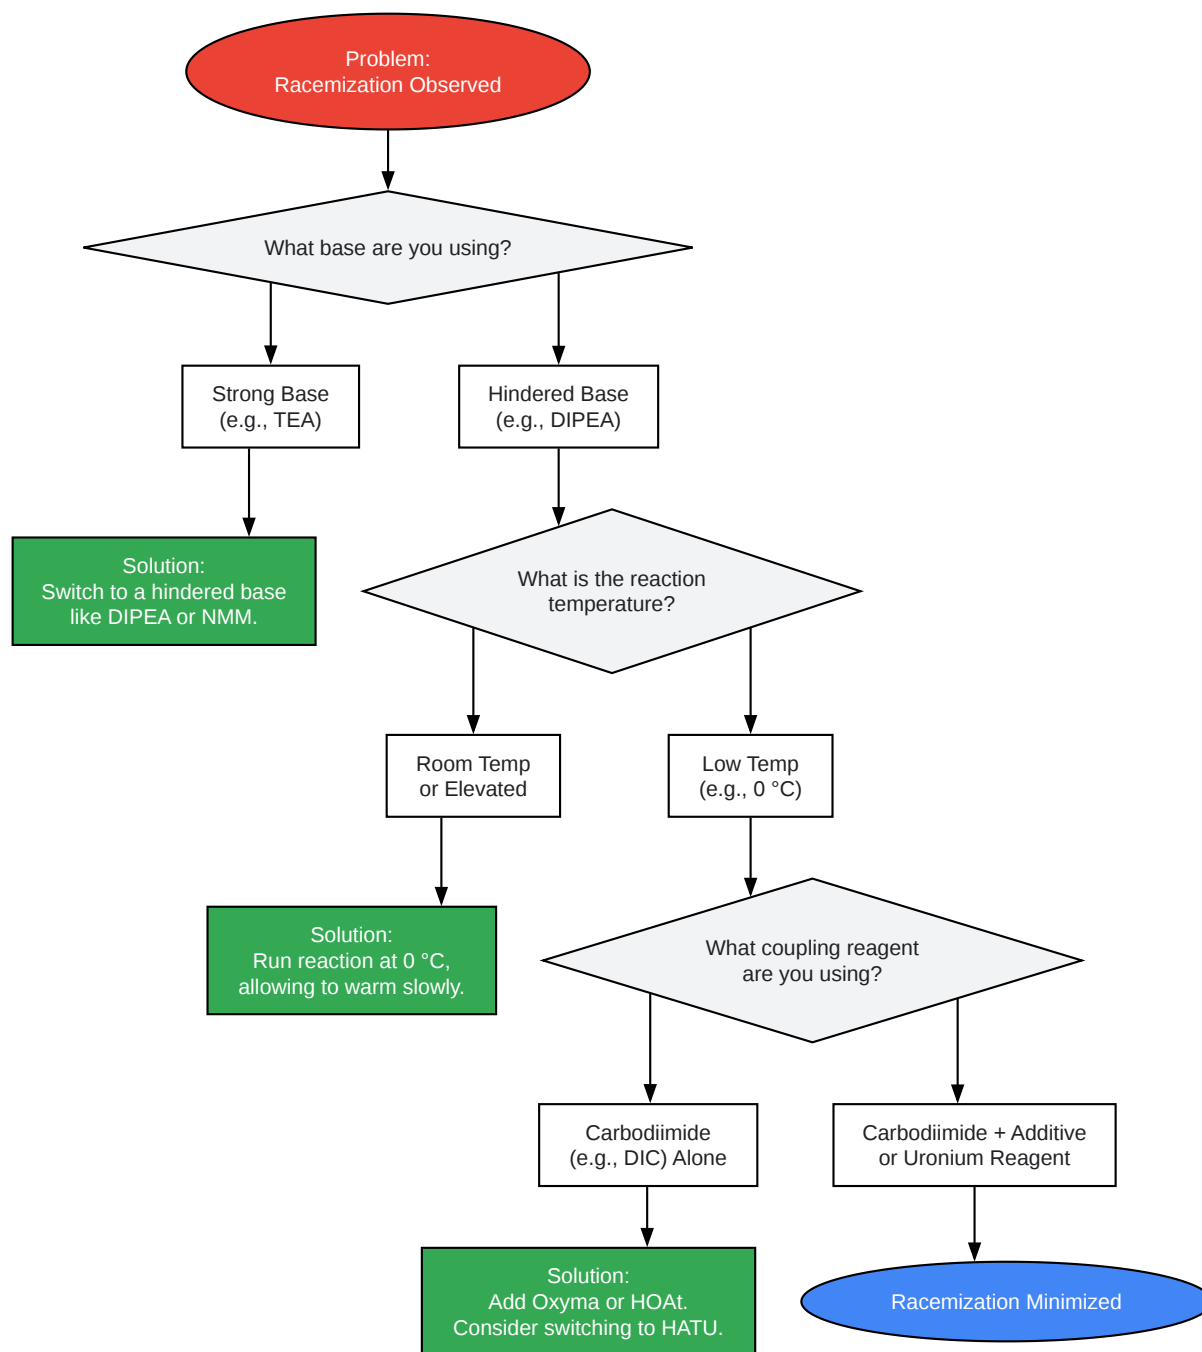 Problem:
Racemization Observed
What base are you using?
Strong Base
(e.g., TEA)
Hindered Base
(e.g., DIPEA)
Solution:
Switch to a hindered base
like DIPEA or NMM.
What is the reaction
temperature?
Room Temp
or Elevated
Low Temp
(e.g., 0 °C)
Solution:
Run reaction at 0 °C,
allowing to warm slowly.
What coupling reagent
are you using?
Carbodiimide
(e.g., DIC) Alone
Carbodiimide + Additive
or Uronium Reagent
Solution:
Add Oxyma or HOAt.
Consider switching to HATU.
Racemization Minimized